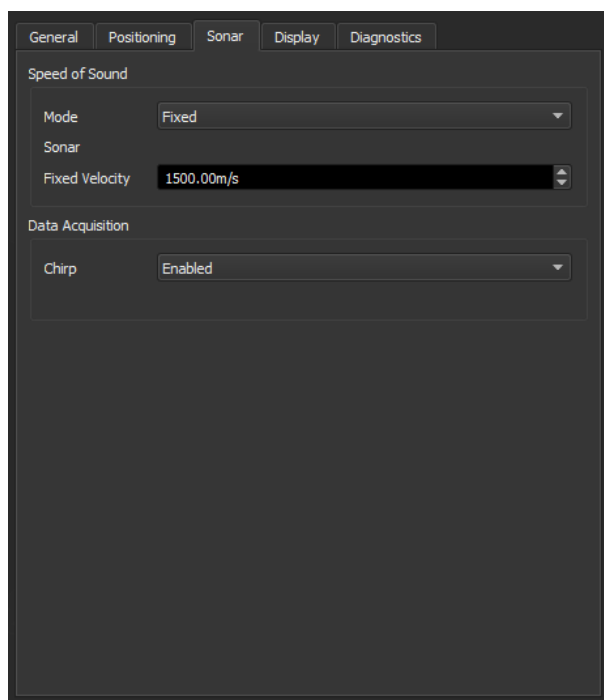 General Positioning Sonar Display Diagnostics
Speed of Sound
Mode Fixed
Sonar
Fixed Velocity 1500.00m/s
Data Acquisition
Chirp Enabled